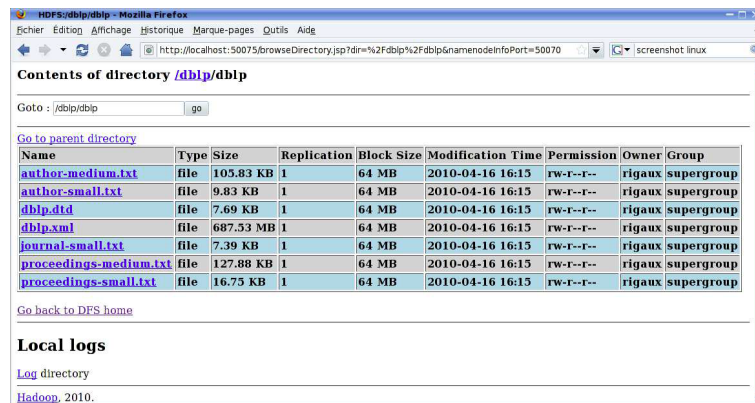 HDFS:/dblp/dblp - Mozilla Firefox
Fichier Édition Affichage Historique Marque-pages Outils Aide
http://localhost:50075/browseDirectory.jsp?dir=%2Fdblp%2Fdblp&namenodeInfoPort=50070 screenshot linux
Contents of directory /dblp/dblp
Goto : /dblp/dblp go
Go to parent directory
Name Type Size Replication Block Size Modification Time Permission Owner Group
author-medium.txt file 105.83 KB 1 64 MB 2010-04-16 16:15 rw-r--r-- rigaux supergroup
author-small.txt file 9.83 KB 1 64 MB 2010-04-16 16:15 rw-r--r-- rigaux supergroup
dblp.dtd file 7.69 KB 1 64 MB 2010-04-16 16:15 rw-r--r-- rigaux supergroup
dblp.xml file 687.53 MB 1 64 MB 2010-04-16 16:15 rw-r--r-- rigaux supergroup
journal-small.txt file 7.39 KB 1 64 MB 2010-04-16 16:15 rw-r--r-- rigaux supergroup
proceedings-medium.txt file 127.88 KB 1 64 MB 2010-04-16 16:15 rw-r--r-- rigaux supergroup
proceedings-small.txt file 16.75 KB 1 64 MB 2010-04-16 16:15 rw-r--r-- rigaux supergroup
Go back to DFS home
Local logs
Log directory
Hadoop, 2010.